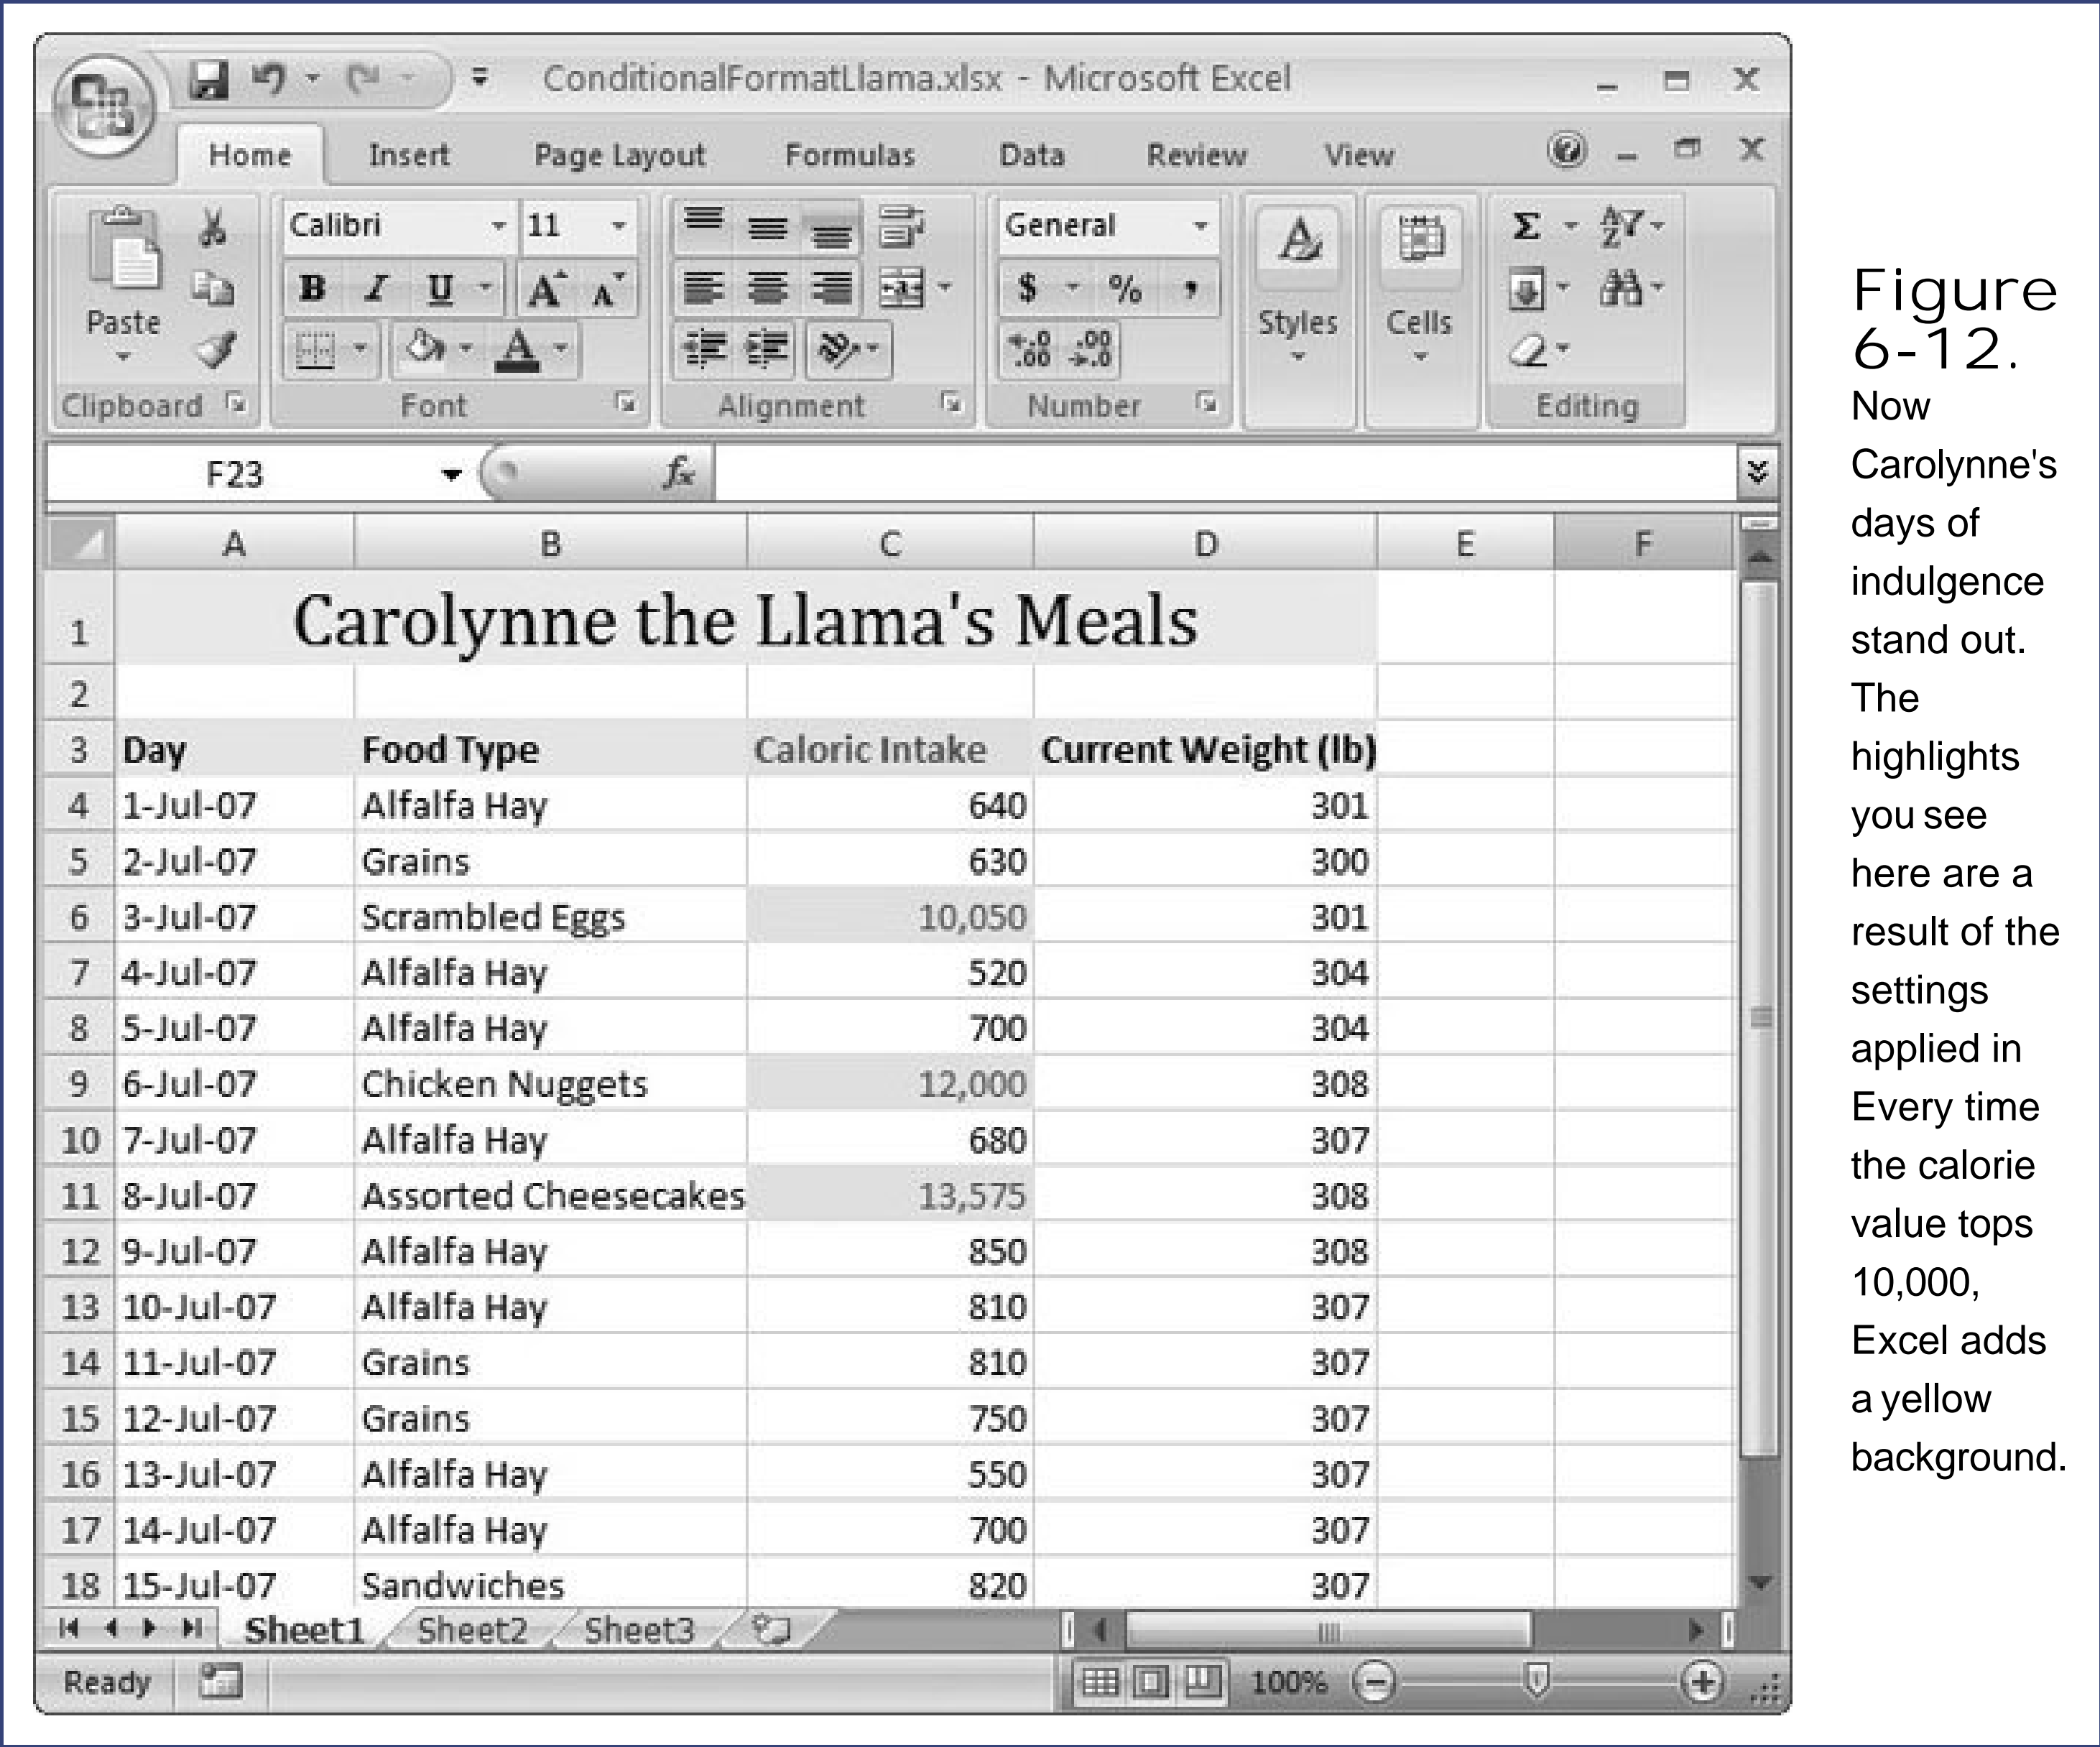 ConditionalFormatLlama.xlsx - Microsoft Excel
Home Insert Page Layout Formulas Data Review View
Calibri 11 General
Paste B I U A A $ % , Styles Cells Σ
A .0 .00 .00 .0
Clipboard Font Alignment Number Editing
F23 fx
A B C D E F
1 Carolynne the Llama's Meals
2
3 Day Food Type Caloric Intake Current Weight (lb)
4 1-Jul-07 Alfalfa Hay 640 301
5 2-Jul-07 Grains 630 300
6 3-Jul-07 Scrambled Eggs 10,050 301
7 4-Jul-07 Alfalfa Hay 520 304
8 5-Jul-07 Alfalfa Hay 700 304
9 6-Jul-07 Chicken Nuggets 12,000 308
10 7-Jul-07 Alfalfa Hay 680 307
11 8-Jul-07 Assorted Cheesecakes 13,575 308
12 9-Jul-07 Alfalfa Hay 850 308
13 10-Jul-07 Alfalfa Hay 810 307
14 11-Jul-07 Grains 810 307
15 12-Jul-07 Grains 750 307
16 13-Jul-07 Alfalfa Hay 550 307
17 14-Jul-07 Alfalfa Hay 700 307
18 15-Jul-07 Sandwiches 820 307
Sheet1 Sheet2 Sheet3
Ready 100%
Figure
6-12.
Now
Carolynne's
days of
indulgence
stand out.
The
highlights
you see
here are a
result of the
settings
applied in
Every time
the calorie
value tops
10,000,
Excel adds
a yellow
background.